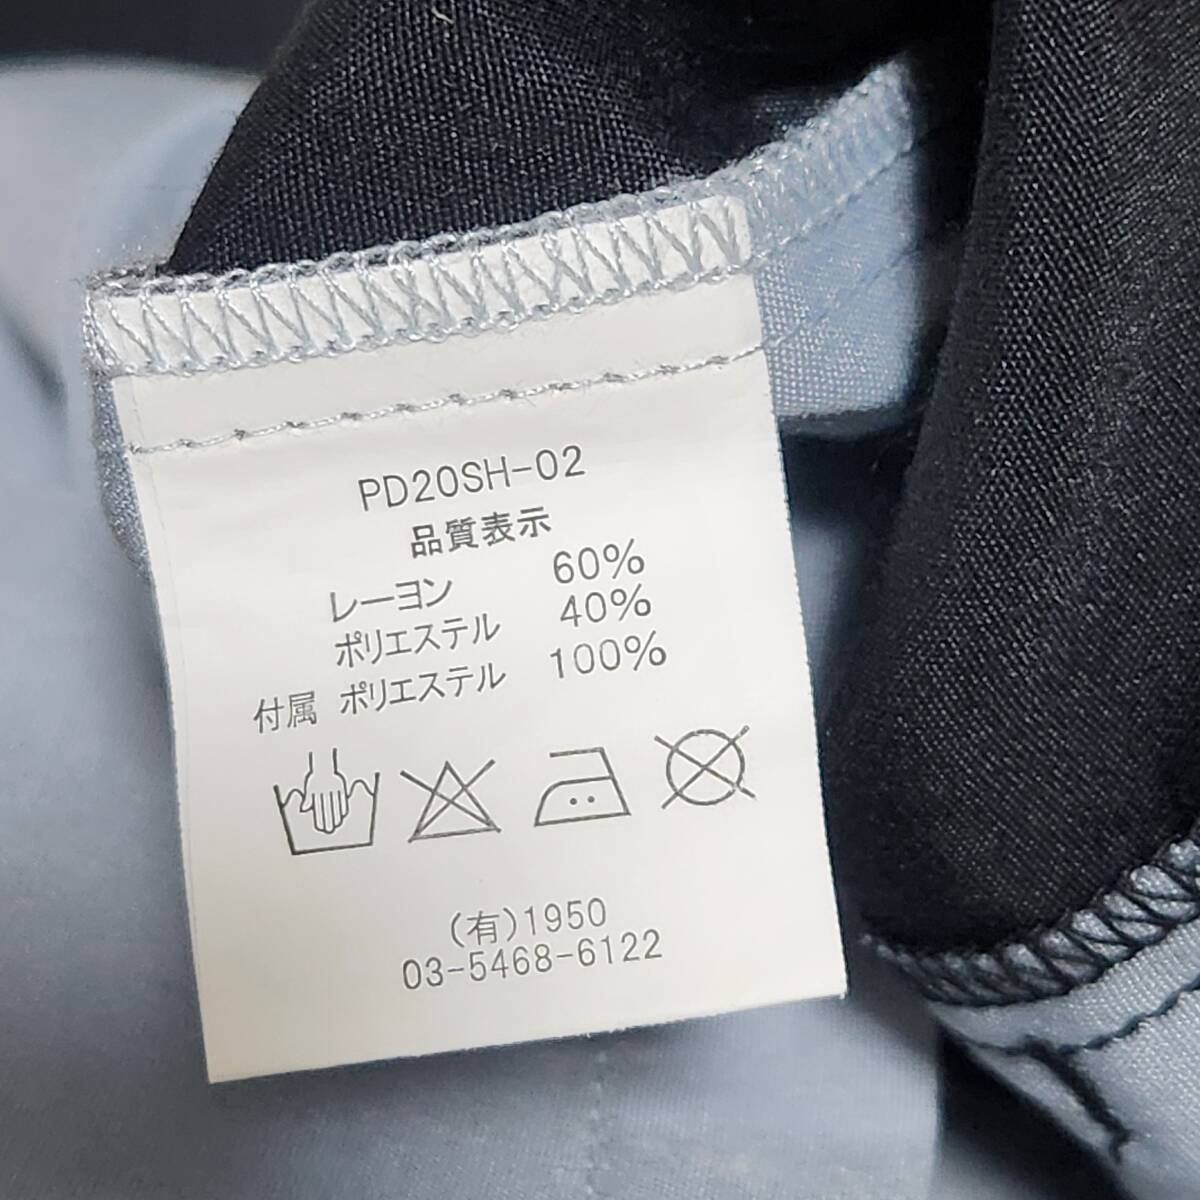 PD20SH-02
品質表示
レーヨン 60%
ポリエステル 40%
付属 ポリエステル 100%
(有)1950
03-5468-6122